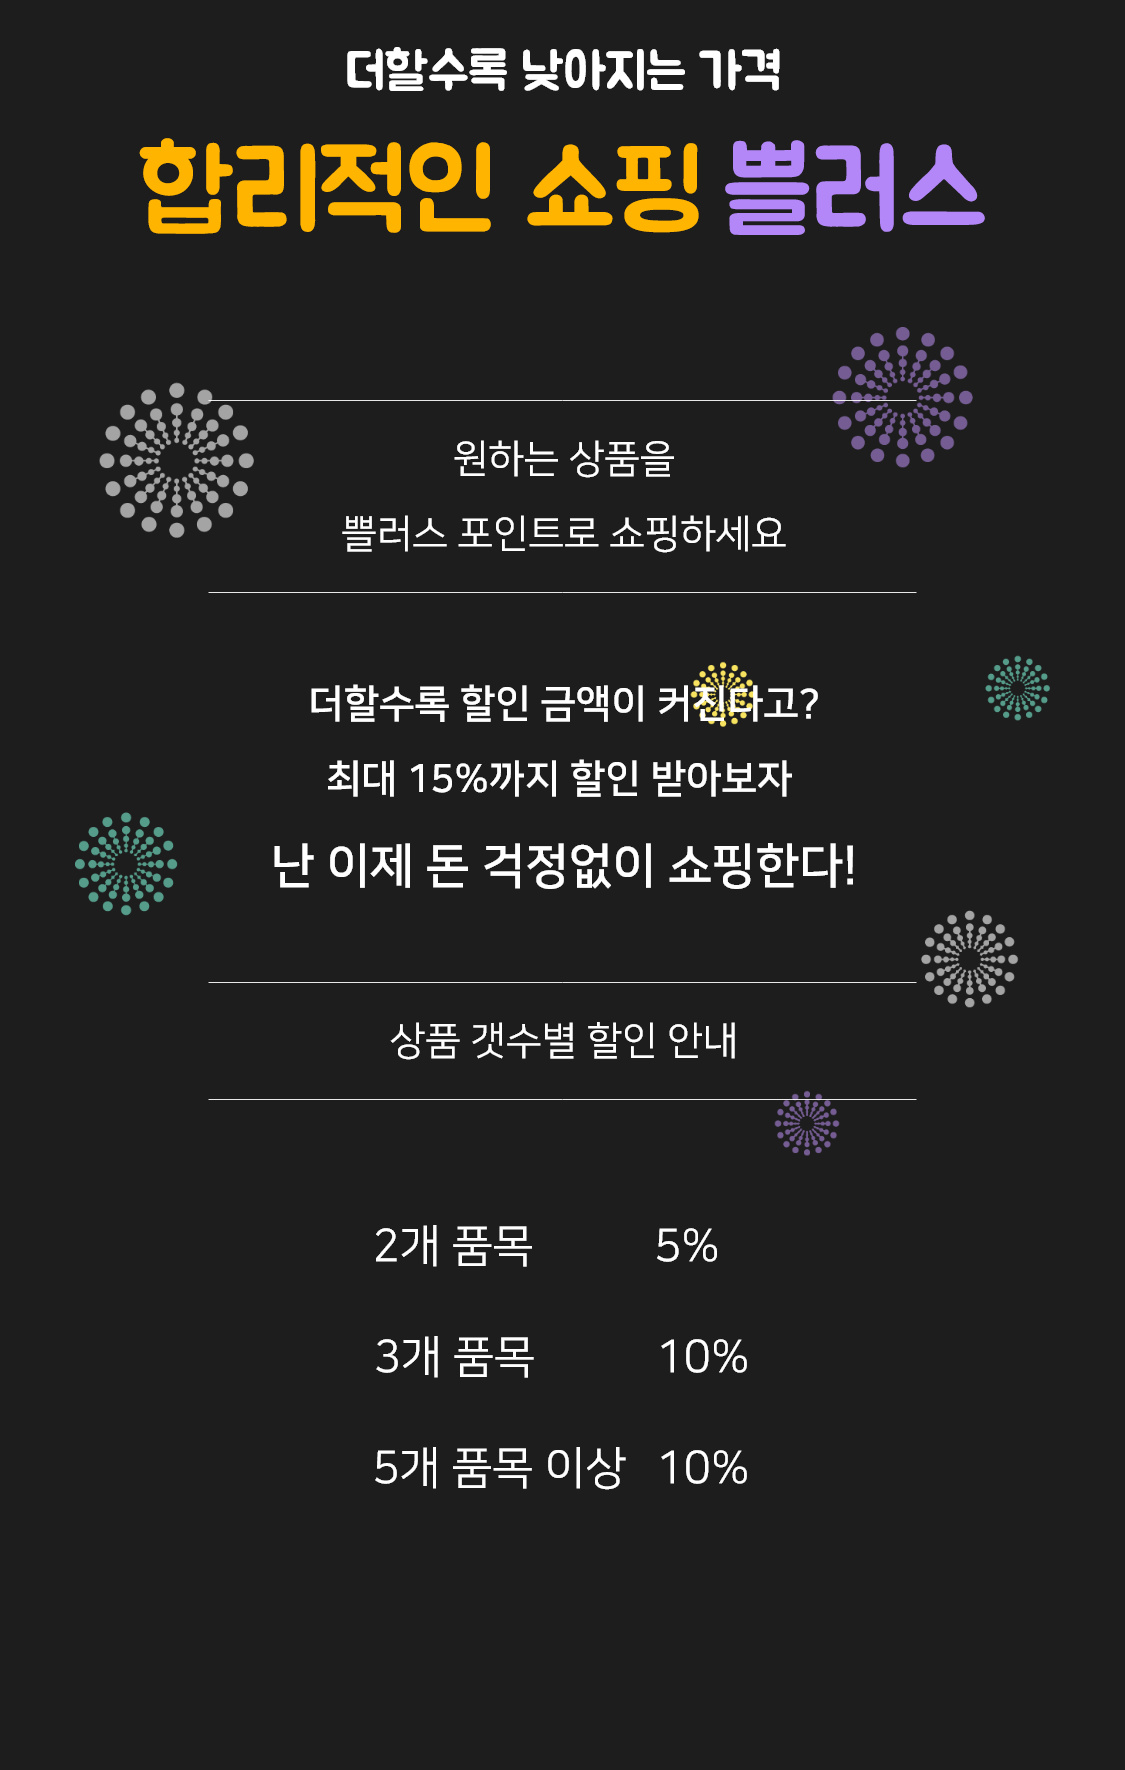 더할수록 낮아지는 가격
합리적인 쇼핑 쁠러스
원하는 상품을
쁠러스 포인트로 쇼핑하세요
더할수록 할인 금액이 커진다고?
최대 15%까지 할인 받아보자
난 이제 돈 걱정없이 쇼핑한다!
상품 갯수별 할인 안내
2개 품목 5%
3개 품목 10%
5개 품목 이상 10%